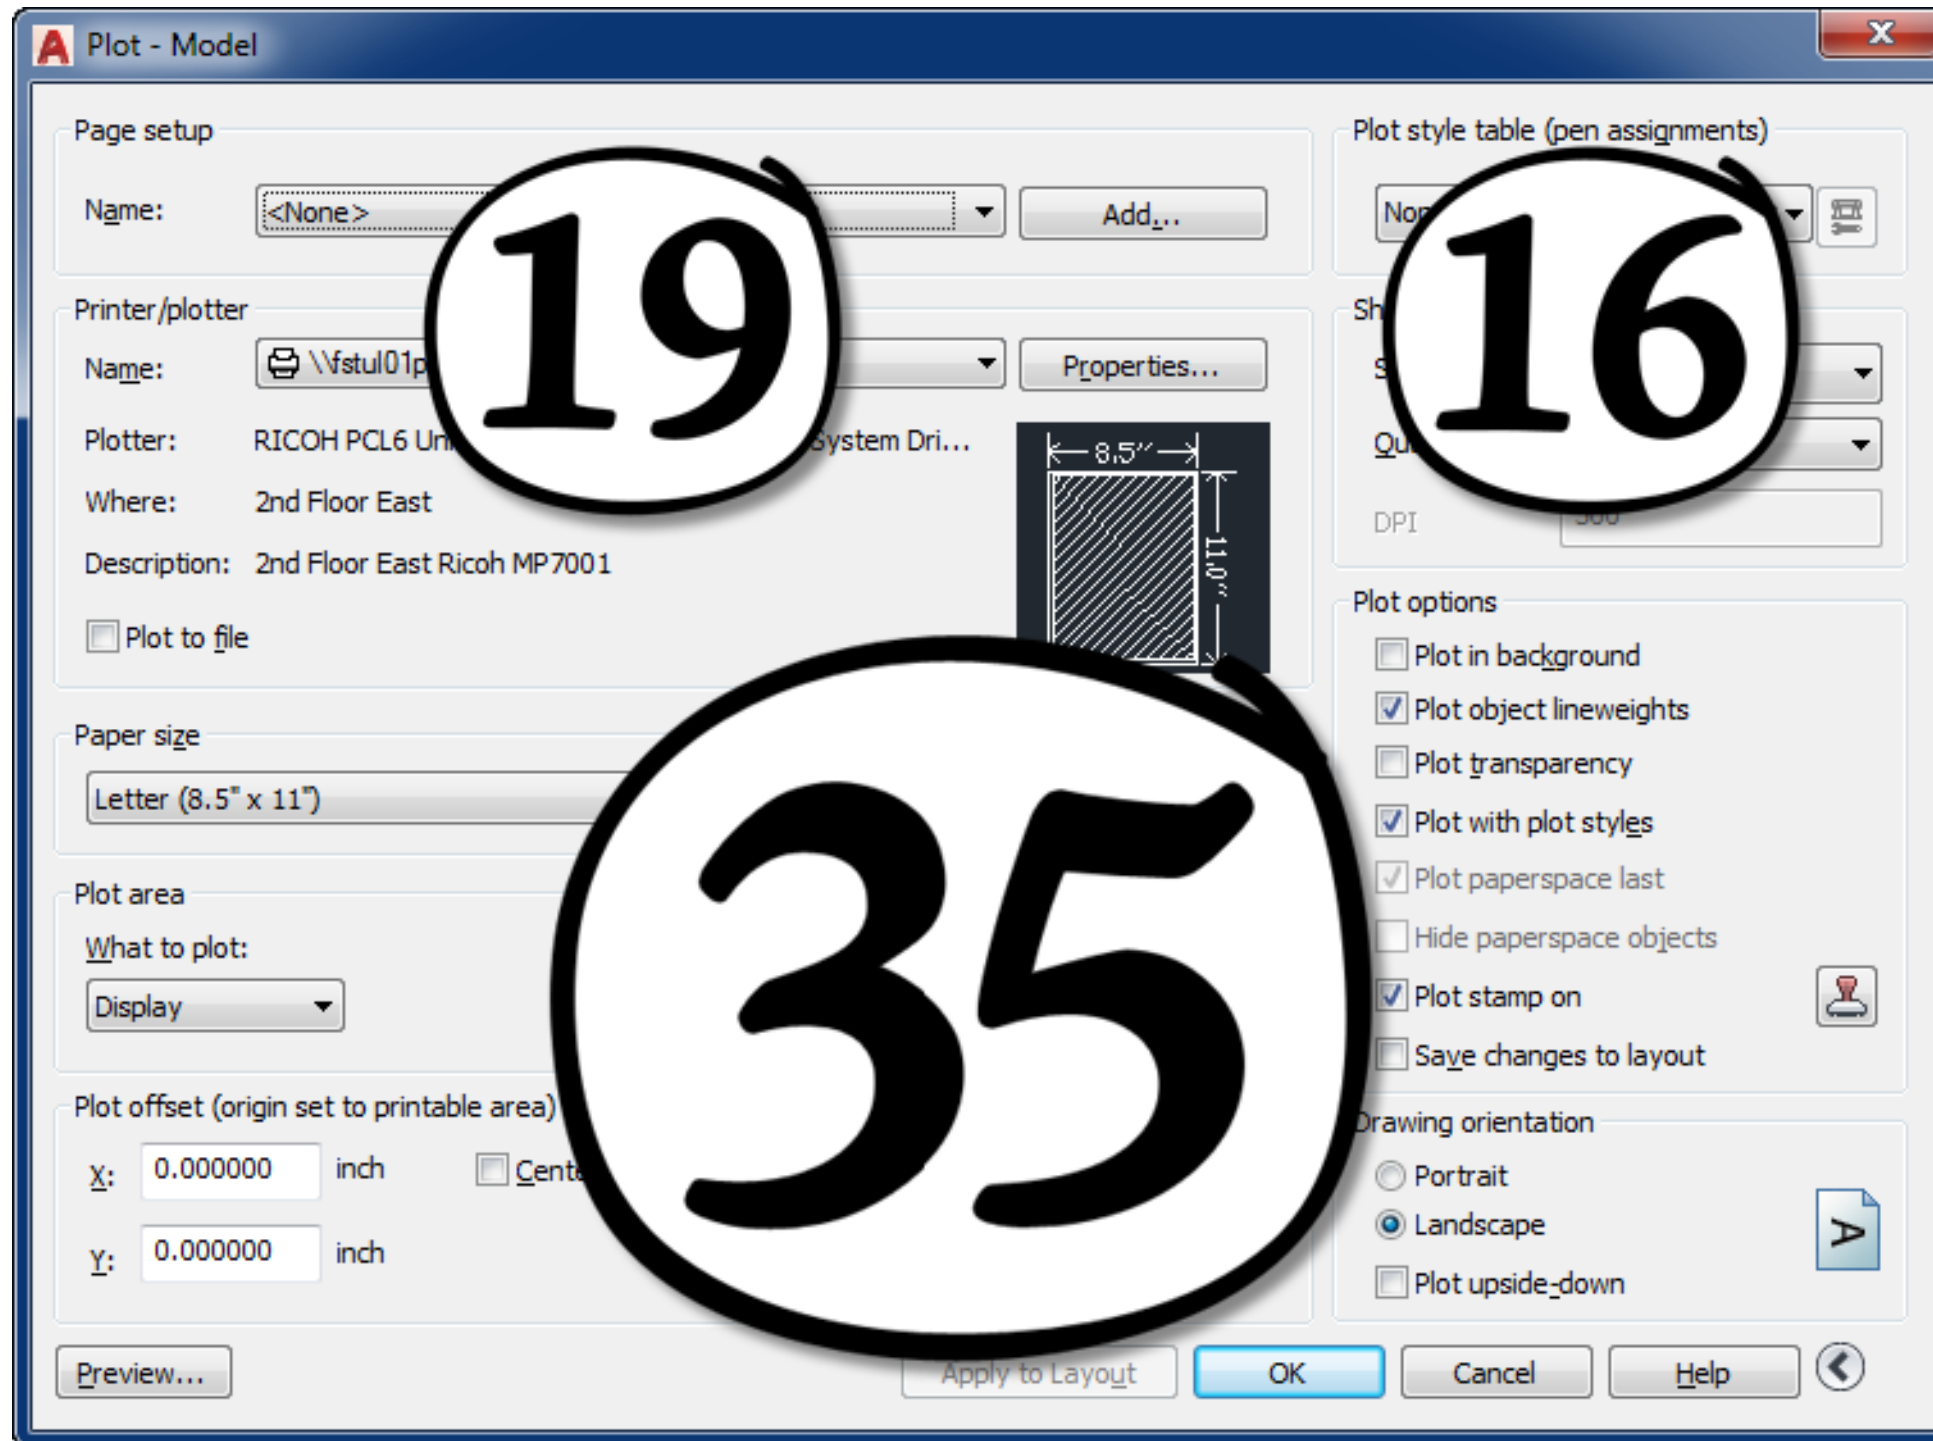 Plot - Model
Page setup
Name:
<None>
Add...
Printer/plotter
Name:
Properties...
Plotter:
RICOH PCL6
System Dri...
Where:
2nd Floor East
Description:
2nd Floor East Ricoh MP7001
Plot to file
8.5"
11.0"
19
Paper size
Letter (8.5" x 11")
Plot area
What to plot:
Display
Plot offset (origin set to printable area)
X:
0.000000
inch
Y:
0.000000
inch
35
Plot style table (pen assignments)
16
DPI
Plot options
Plot in background
Plot object lineweights
Plot transparency
Plot with plot styles
Plot paperspace last
Hide paperspace objects
Plot stamp on
Save changes to layout
Drawing orientation
Portrait
Landscape
A
Plot upside-down
Preview...
Apply to Layout
OK
Cancel
Help